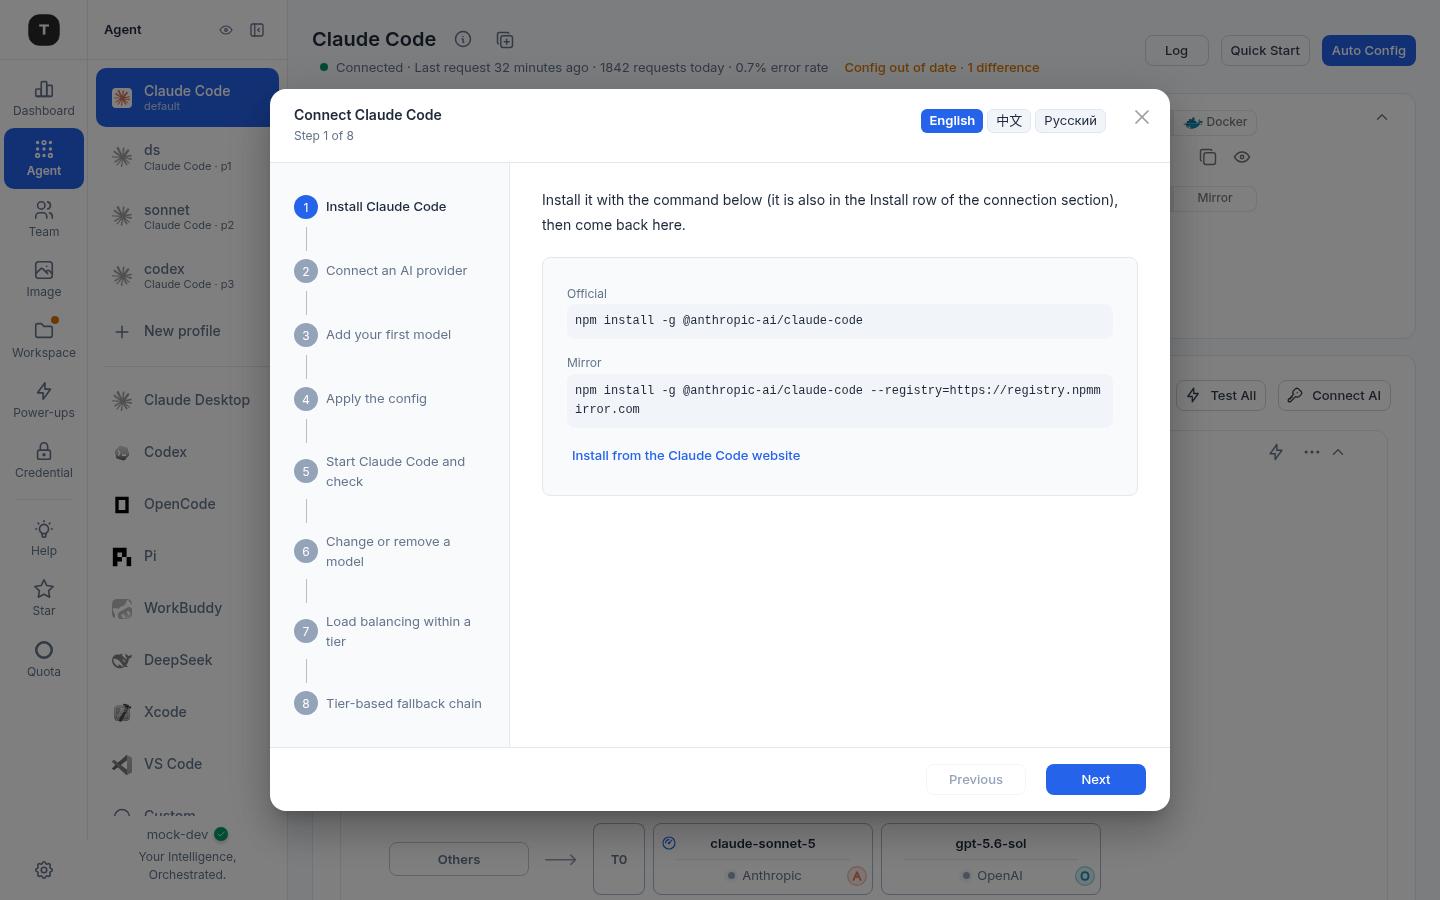 T
Dashboard
Agent
Team
Image
Workspace
Power-ups
Credential
Help
Star
Quota
Agent
Claude Code
default
ds
Claude Code · p1
sonnet
Claude Code · p2
codex
Claude Code · p3
New profile
Claude Desktop
Codex
OpenCode
Pi
WorkBuddy
DeepSeek
Xcode
VS Code
mock-dev
Your Intelligence,
Orchestrated.
Claude Code
Connected · Last request 32 minutes ago · 1842 requests today · 0.7% error rate
Config out of date · 1 difference
Log
Quick Start
Auto Config
Docker
Mirror
Test All
Connect AI
Connect Claude Code
Step 1 of 8
English
中文
Русский
1 Install Claude Code
2 Connect an AI provider
3 Add your first model
4 Apply the config
5 Start Claude Code and
check
6 Change or remove a
model
7 Load balancing within a
tier
8 Tier-based fallback chain
Install it with the command below (it is also in the Install row of the connection section),
then come back here.
Official
npm install -g @anthropic-ai/claude-code
Mirror
npm install -g @anthropic-ai/claude-code --registry=https://registry.npmm
irror.com
Install from the Claude Code website
Previous
Next
Others
T0
claude-sonnet-5
Anthropic
A
gpt-5.6-sol
OpenAI
O